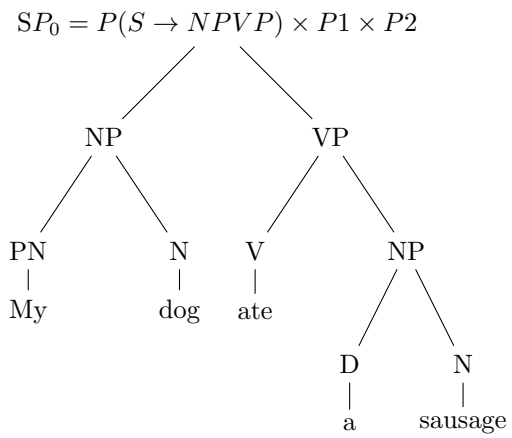 SP₀ = P(S → NPVP) × P1 × P2
NP VP
PN N V NP
My dog ate
D N
a sausage